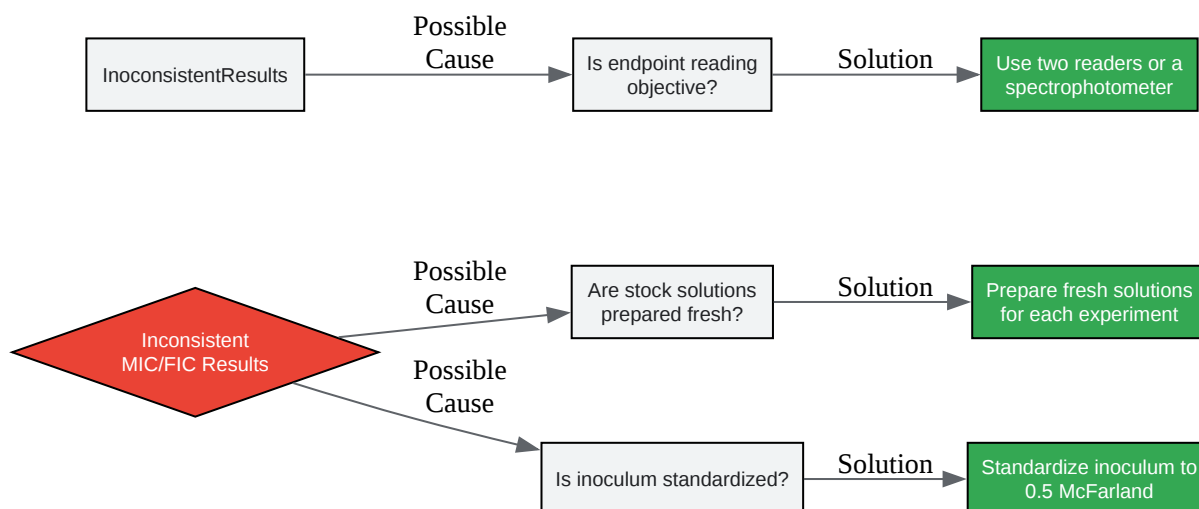 Possible
Cause
InoconsistentResults
Is endpoint reading
objective?
Solution
Use two readers or a
spectrophotometer
Inconsistent
MIC/FIC Results
Possible
Cause
Are stock solutions
prepared fresh?
Solution
Prepare fresh solutions
for each experiment
Possible
Cause
Is inoculum standardized?
Solution
Standardize inoculum to
0.5 McFarland